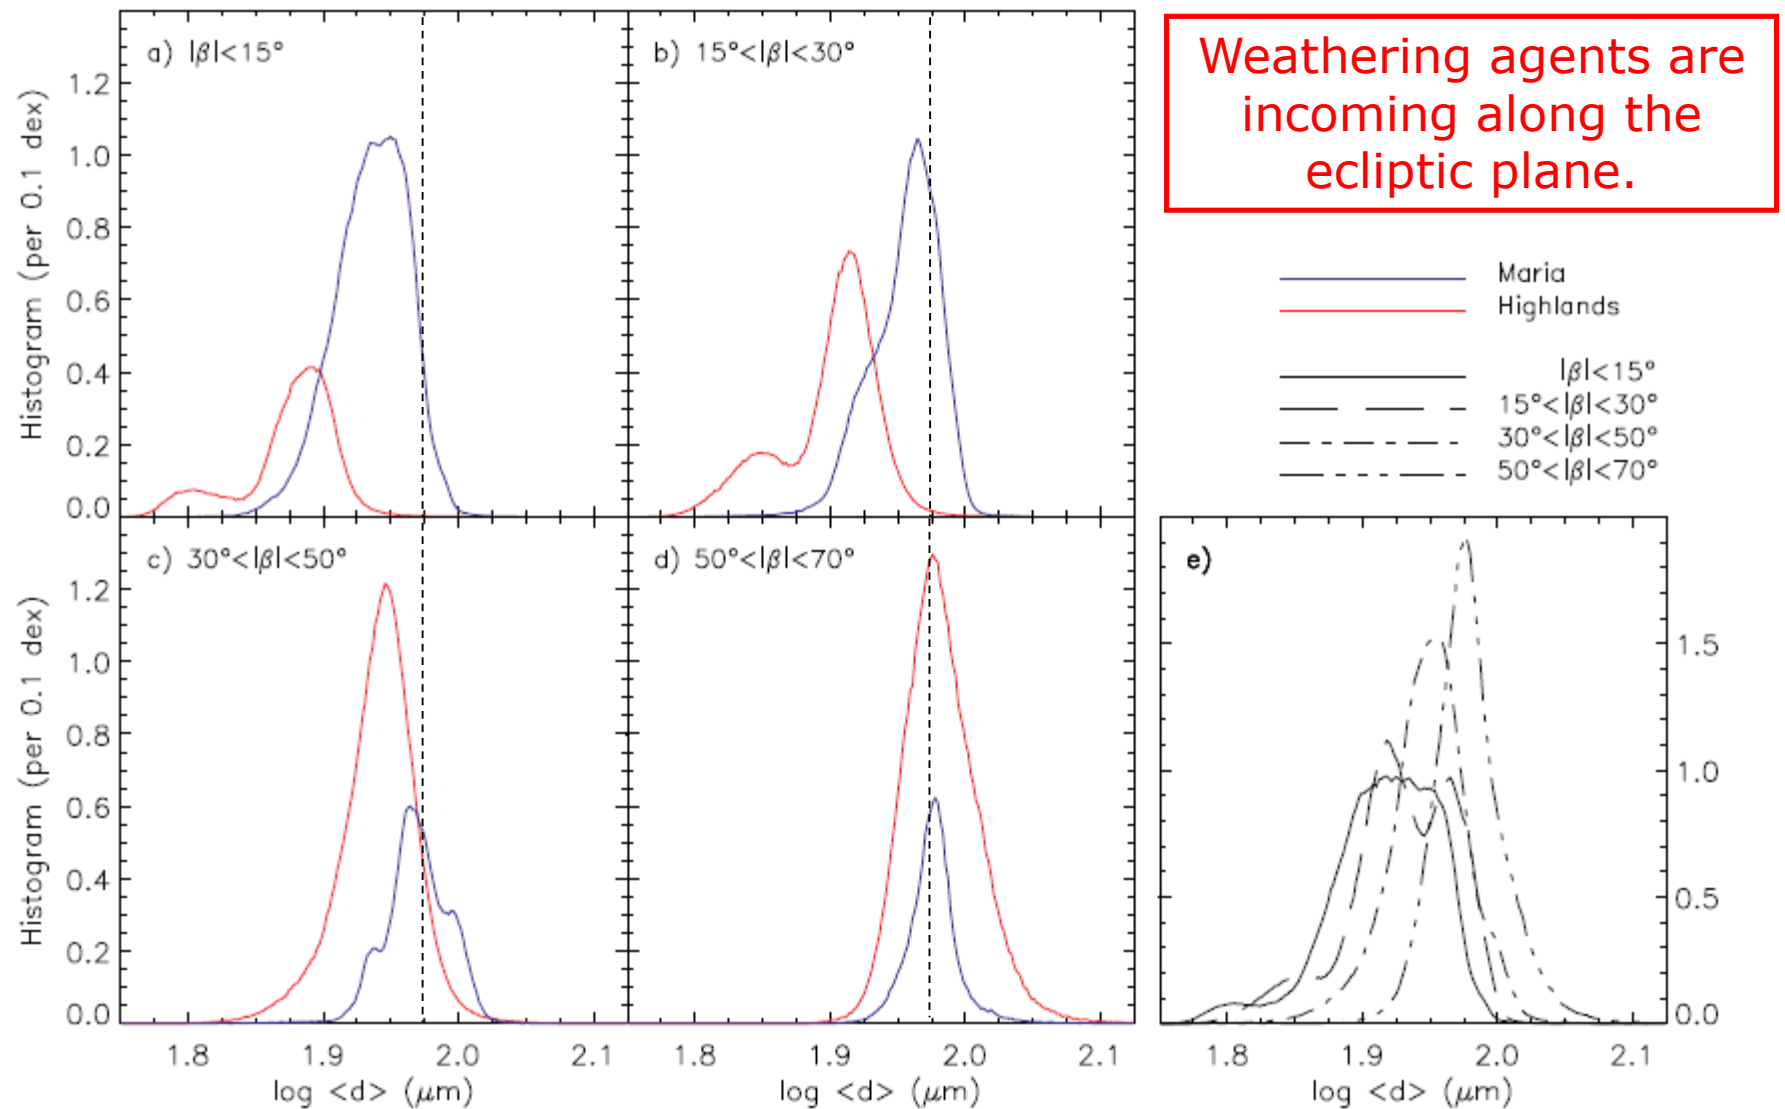 a) |β|<15°
b) 15°<|β|<30°
Weathering agents are
incoming along the
ecliptic plane.
Histogram (per 0.1 dex)
1.2
1.0
0.8
0.6
0.4
0.2
0.0
Maria
Highlands
|β|<15°
15°<|β|<30°
30°<|β|<50°
50°<|β|<70°
c) 30°<|β|<50°
d) 50°<|β|<70°
e)
Histogram (per 0.1 dex)
1.2
1.0
0.8
0.6
0.4
0.2
0.0
1.5
1.0
0.5
0.0
1.8 1.9 2.0 2.1
1.8 1.9 2.0 2.1
1.8 1.9 2.0 2.1
log <d> (μm)
log <d> (μm)
log <d> (μm)